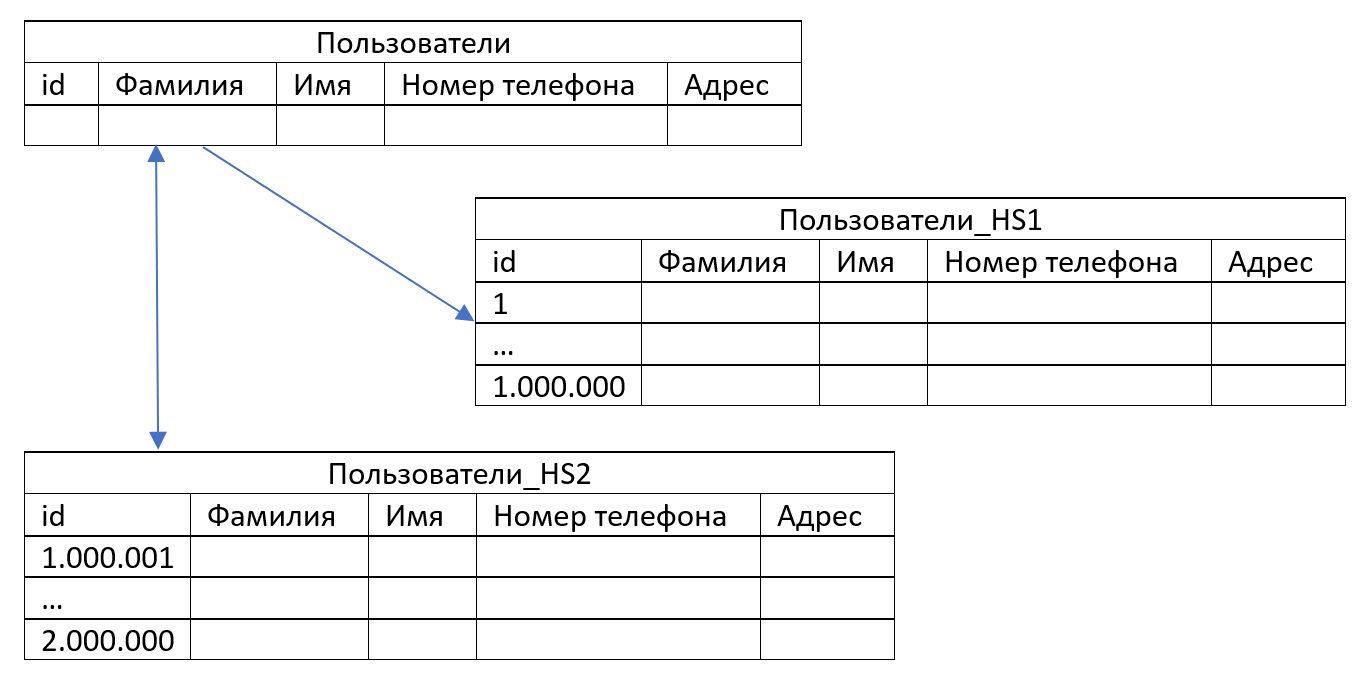 Пользователи
id Фамилия Имя Номер телефона Адрес
Пользователи_HS1
id Фамилия Имя Номер телефона Адрес
1
...
1.000.000
Пользователи_HS2
id Фамилия Имя Номер телефона Адрес
1.000.001
...
2.000.000